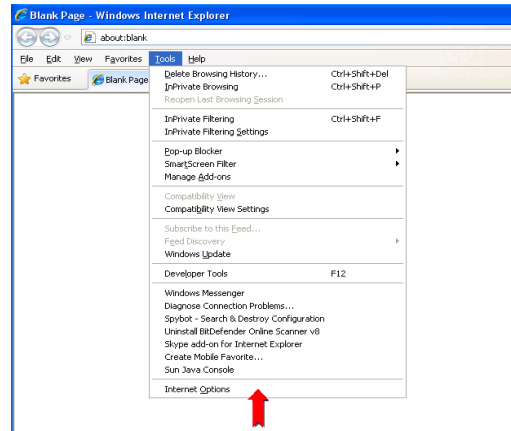 Blank Page - Windows Internet Explorer
about:blank
File Edit View Favorites Tools Help
Favorites Blank Page
Delete Browsing History... Ctrl+Shift+Del
InPrivate Browsing Ctrl+Shift+P
Reopen Last Browsing Session
InPrivate Filtering Ctrl+Shift+F
InPrivate Filtering Settings
Pop-up Blocker
SmartScreen Filter
Manage Add-ons
Compatibility View
Compatibility View Settings
Subscribe to this Feed...
Feed Discovery
Windows Update
Developer Tools F12
Windows Messenger
Diagnose Connection Problems...
Spybot - Search & Destroy Configuration
Uninstall BitDefender Online Scanner v8
Skype add-on for Internet Explorer
Create Mobile Favorite...
Sun Java Console
Internet Options